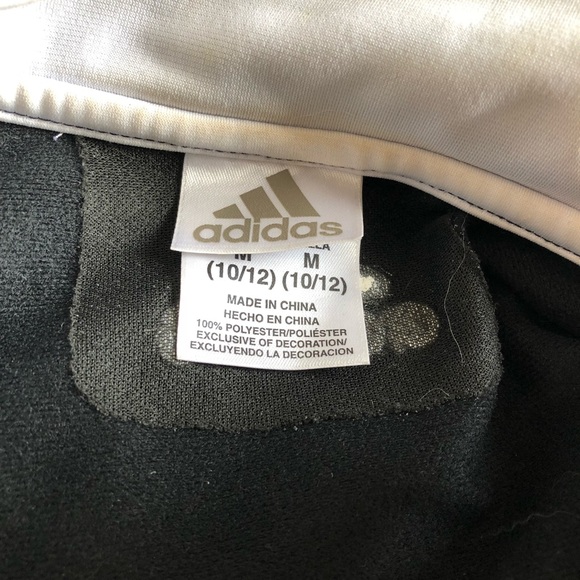 adidas
M M
(10/12) (10/12)
MADE IN CHINA
HECHO EN CHINA
100% POLYESTER/POLIÉSTER
EXCLUSIVE OF DECORATION/
EXCLUYENDO LA DECORACION